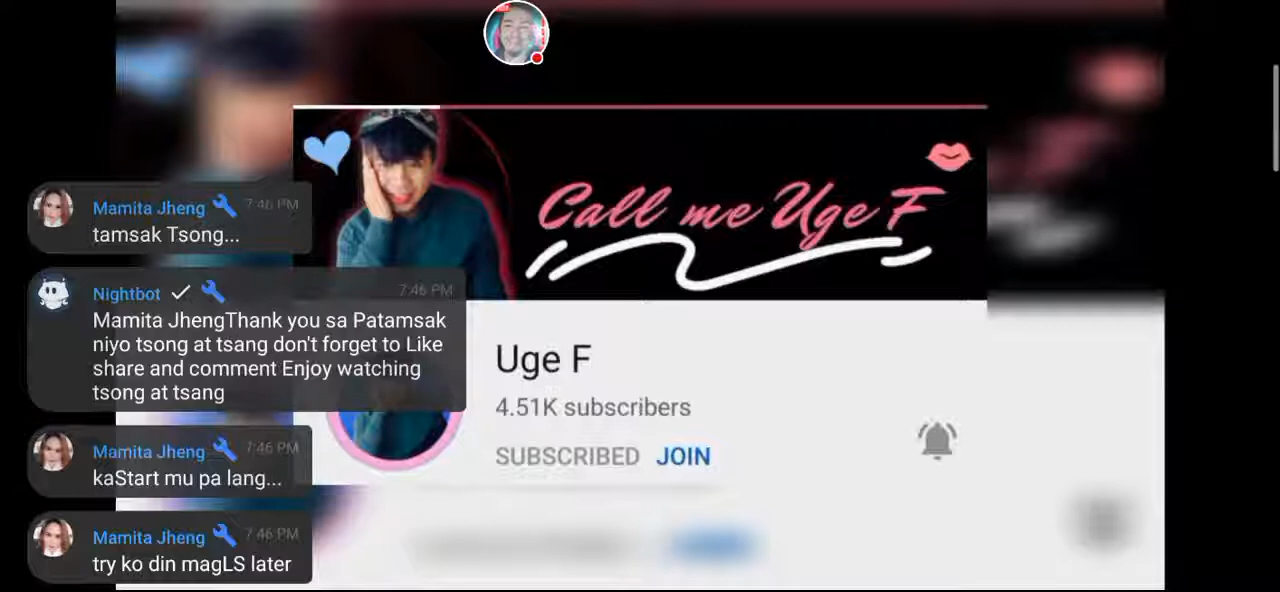 Call me Uge F
Mamita Jheng 7:46 PM
tamsak Tsong...
Nightbot 7:46 PM
Mamita JhengThank you sa Patamsak
niyo tsong at tsang don't forget to Like
share and comment Enjoy watching
tsong at tsang
Mamita Jheng 7:46 PM
kaStart mu pa lang...
Mamita Jheng 7:46 PM
try ko din magLS later
Uge F
4.51K subscribers
SUBSCRIBED JOIN